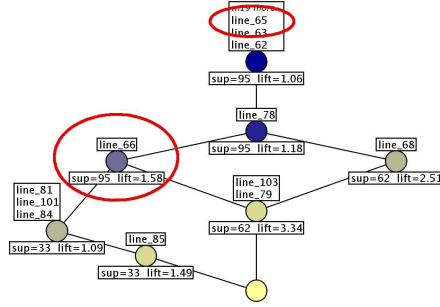 ...19 more
line_65
line_63
line_62
sup=95 lift=1.06
line_78
sup=95 lift=1.18
line_66
sup=95 lift=1.58
line_68
sup=62 lift=2.51
line_81
line_101
line_84
sup=33 lift=1.09
line_103
line_79
sup=62 lift=3.34
line_85
sup=33 lift=1.49